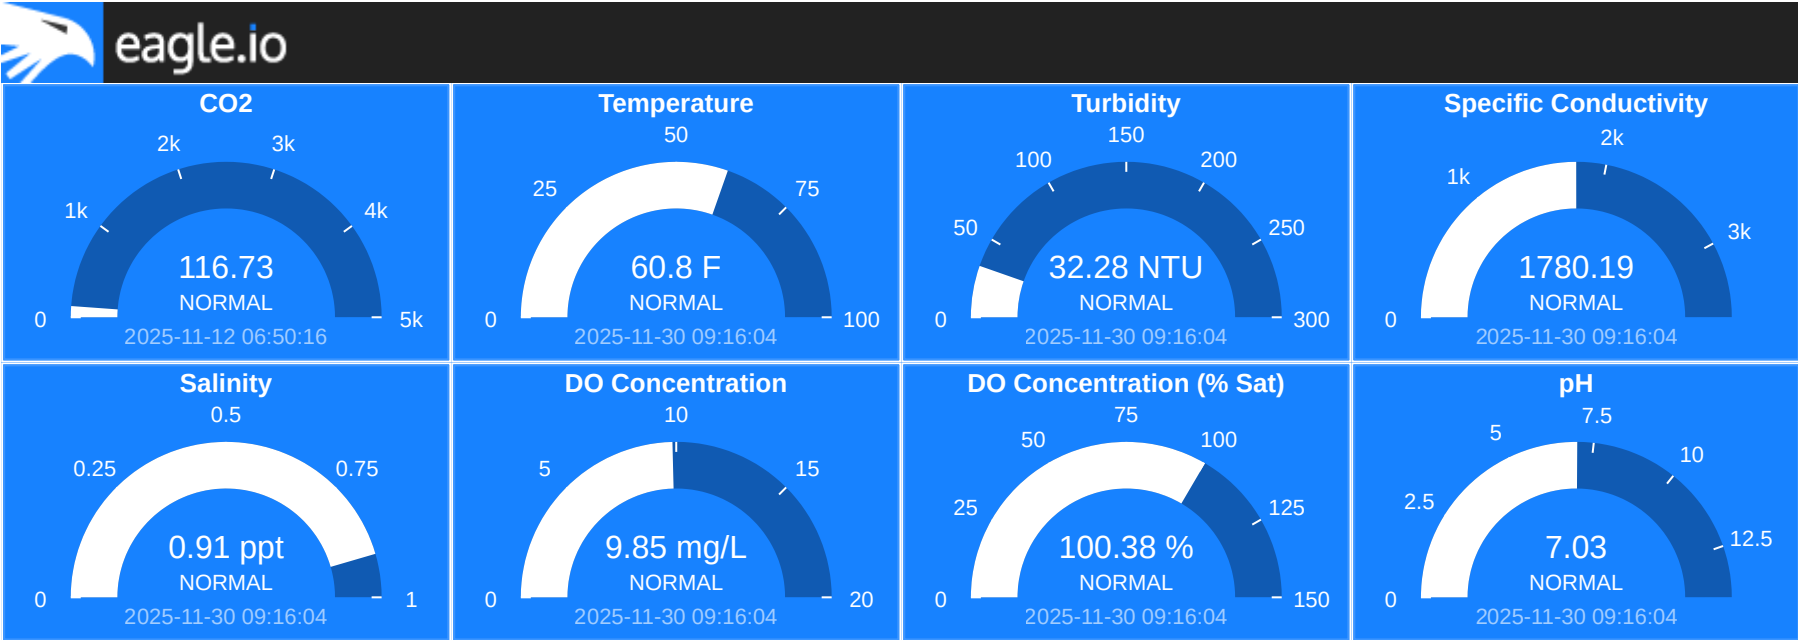 eagle.io
CO2
2k 3k
1k 4k
116.73
NORMAL
0 5k
2025-11-12 06:50:16
Temperature
50
25 75
60.8 F
NORMAL
0 100
2025-11-30 09:16:04
Turbidity
150
100 200
50 250
32.28 NTU
NORMAL
0 300
2025-11-30 09:16:04
Specific Conductivity
2k
1k
3k
1780.19
NORMAL
0
2025-11-30 09:16:04
Salinity
0.5
0.25 0.75
0.91 ppt
NORMAL
0 1
2025-11-30 09:16:04
DO Concentration
10
5 15
9.85 mg/L
NORMAL
0 20
2025-11-30 09:16:04
DO Concentration (% Sat)
75
50 100
25 125
100.38 %
NORMAL
0 150
2025-11-30 09:16:04
pH
7.5
5
10
2.5
12.5
7.03
NORMAL
0
2025-11-30 09:16:04